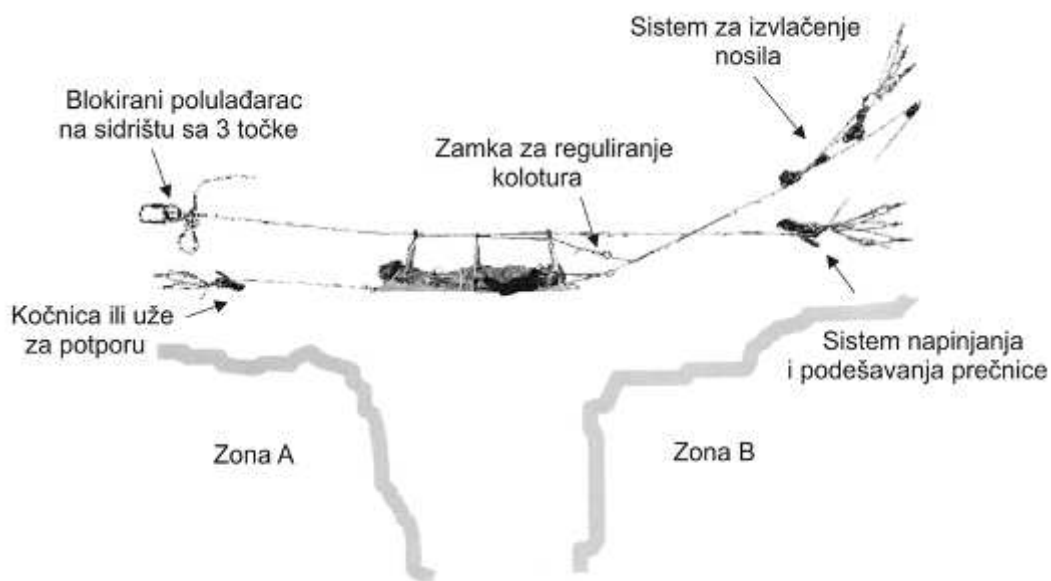 Sistem za izvlačenje
nosila
Blokirani polulađarac
na sidrištu sa 3 točke
Zamka za reguliranje
kolotura
Kočnica ili uže
za potporu
Sistem napinjanja
i podešavanja prečnice
Zona A
Zona B